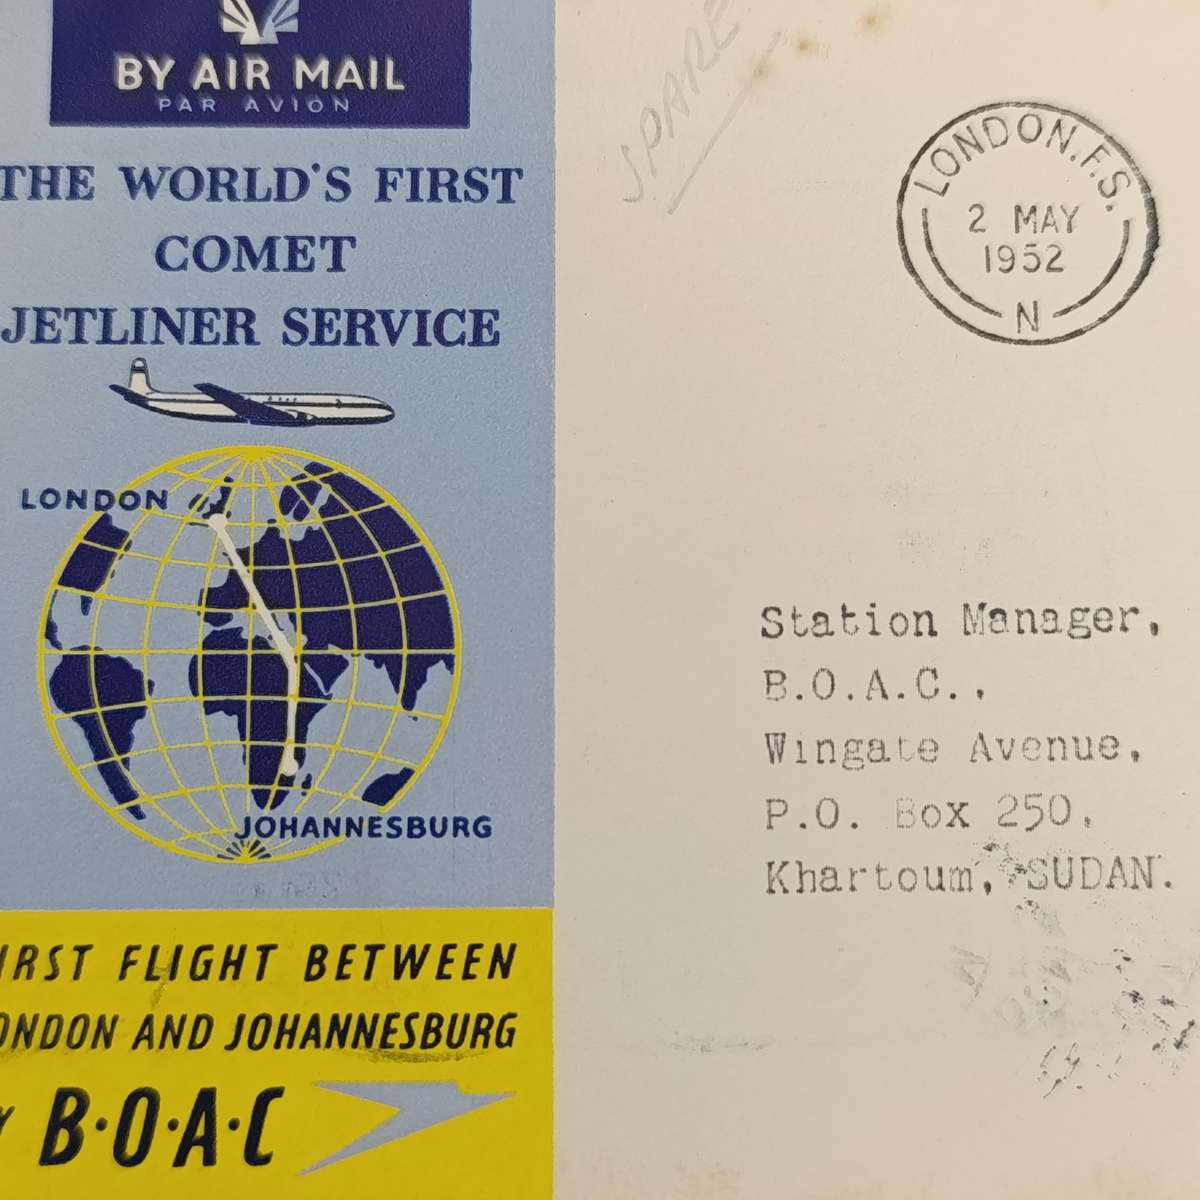 BY AIR MAIL
PAR AVION
THE WORLD'S FIRST
COMET
JETLINER SERVICE
LONDON
JOHANNESBURG
IRST FLIGHT BETWEEN
ONDON AND JOHANNESBURG
Y B·O·A·C
SPARE
LONDON.F.S.
2 MAY
1952
N
Station Manager,
B.O.A.C.,
Wingate Avenue,
P.O. Box 250,
Khartoum, SUDAN.